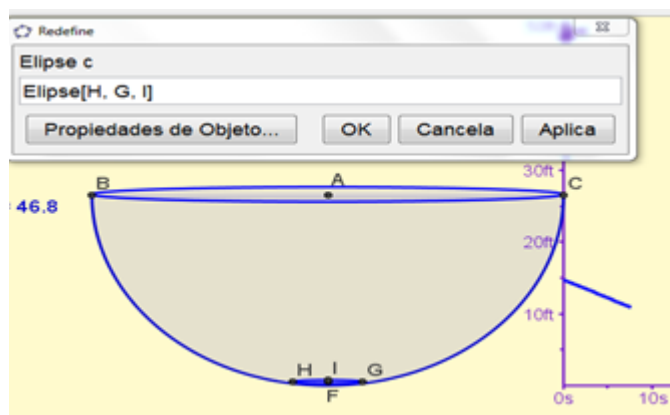 Redefine
Elipse c
Elipse[H, G, I]
Propiedades de Objeto... OK Cancela Aplica
30ft
B A C
46.8
20ft
10ft
H I G
F
0s 10s